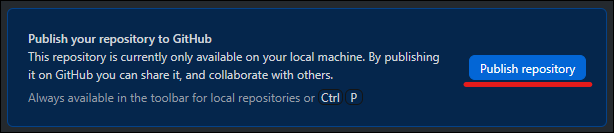 Publish your repository to GitHub
This repository is currently only available on your local machine. By publishing
it on GitHub you can share it, and collaborate with others.
Publish repository
Always available in the toolbar for local repositories or Ctrl P